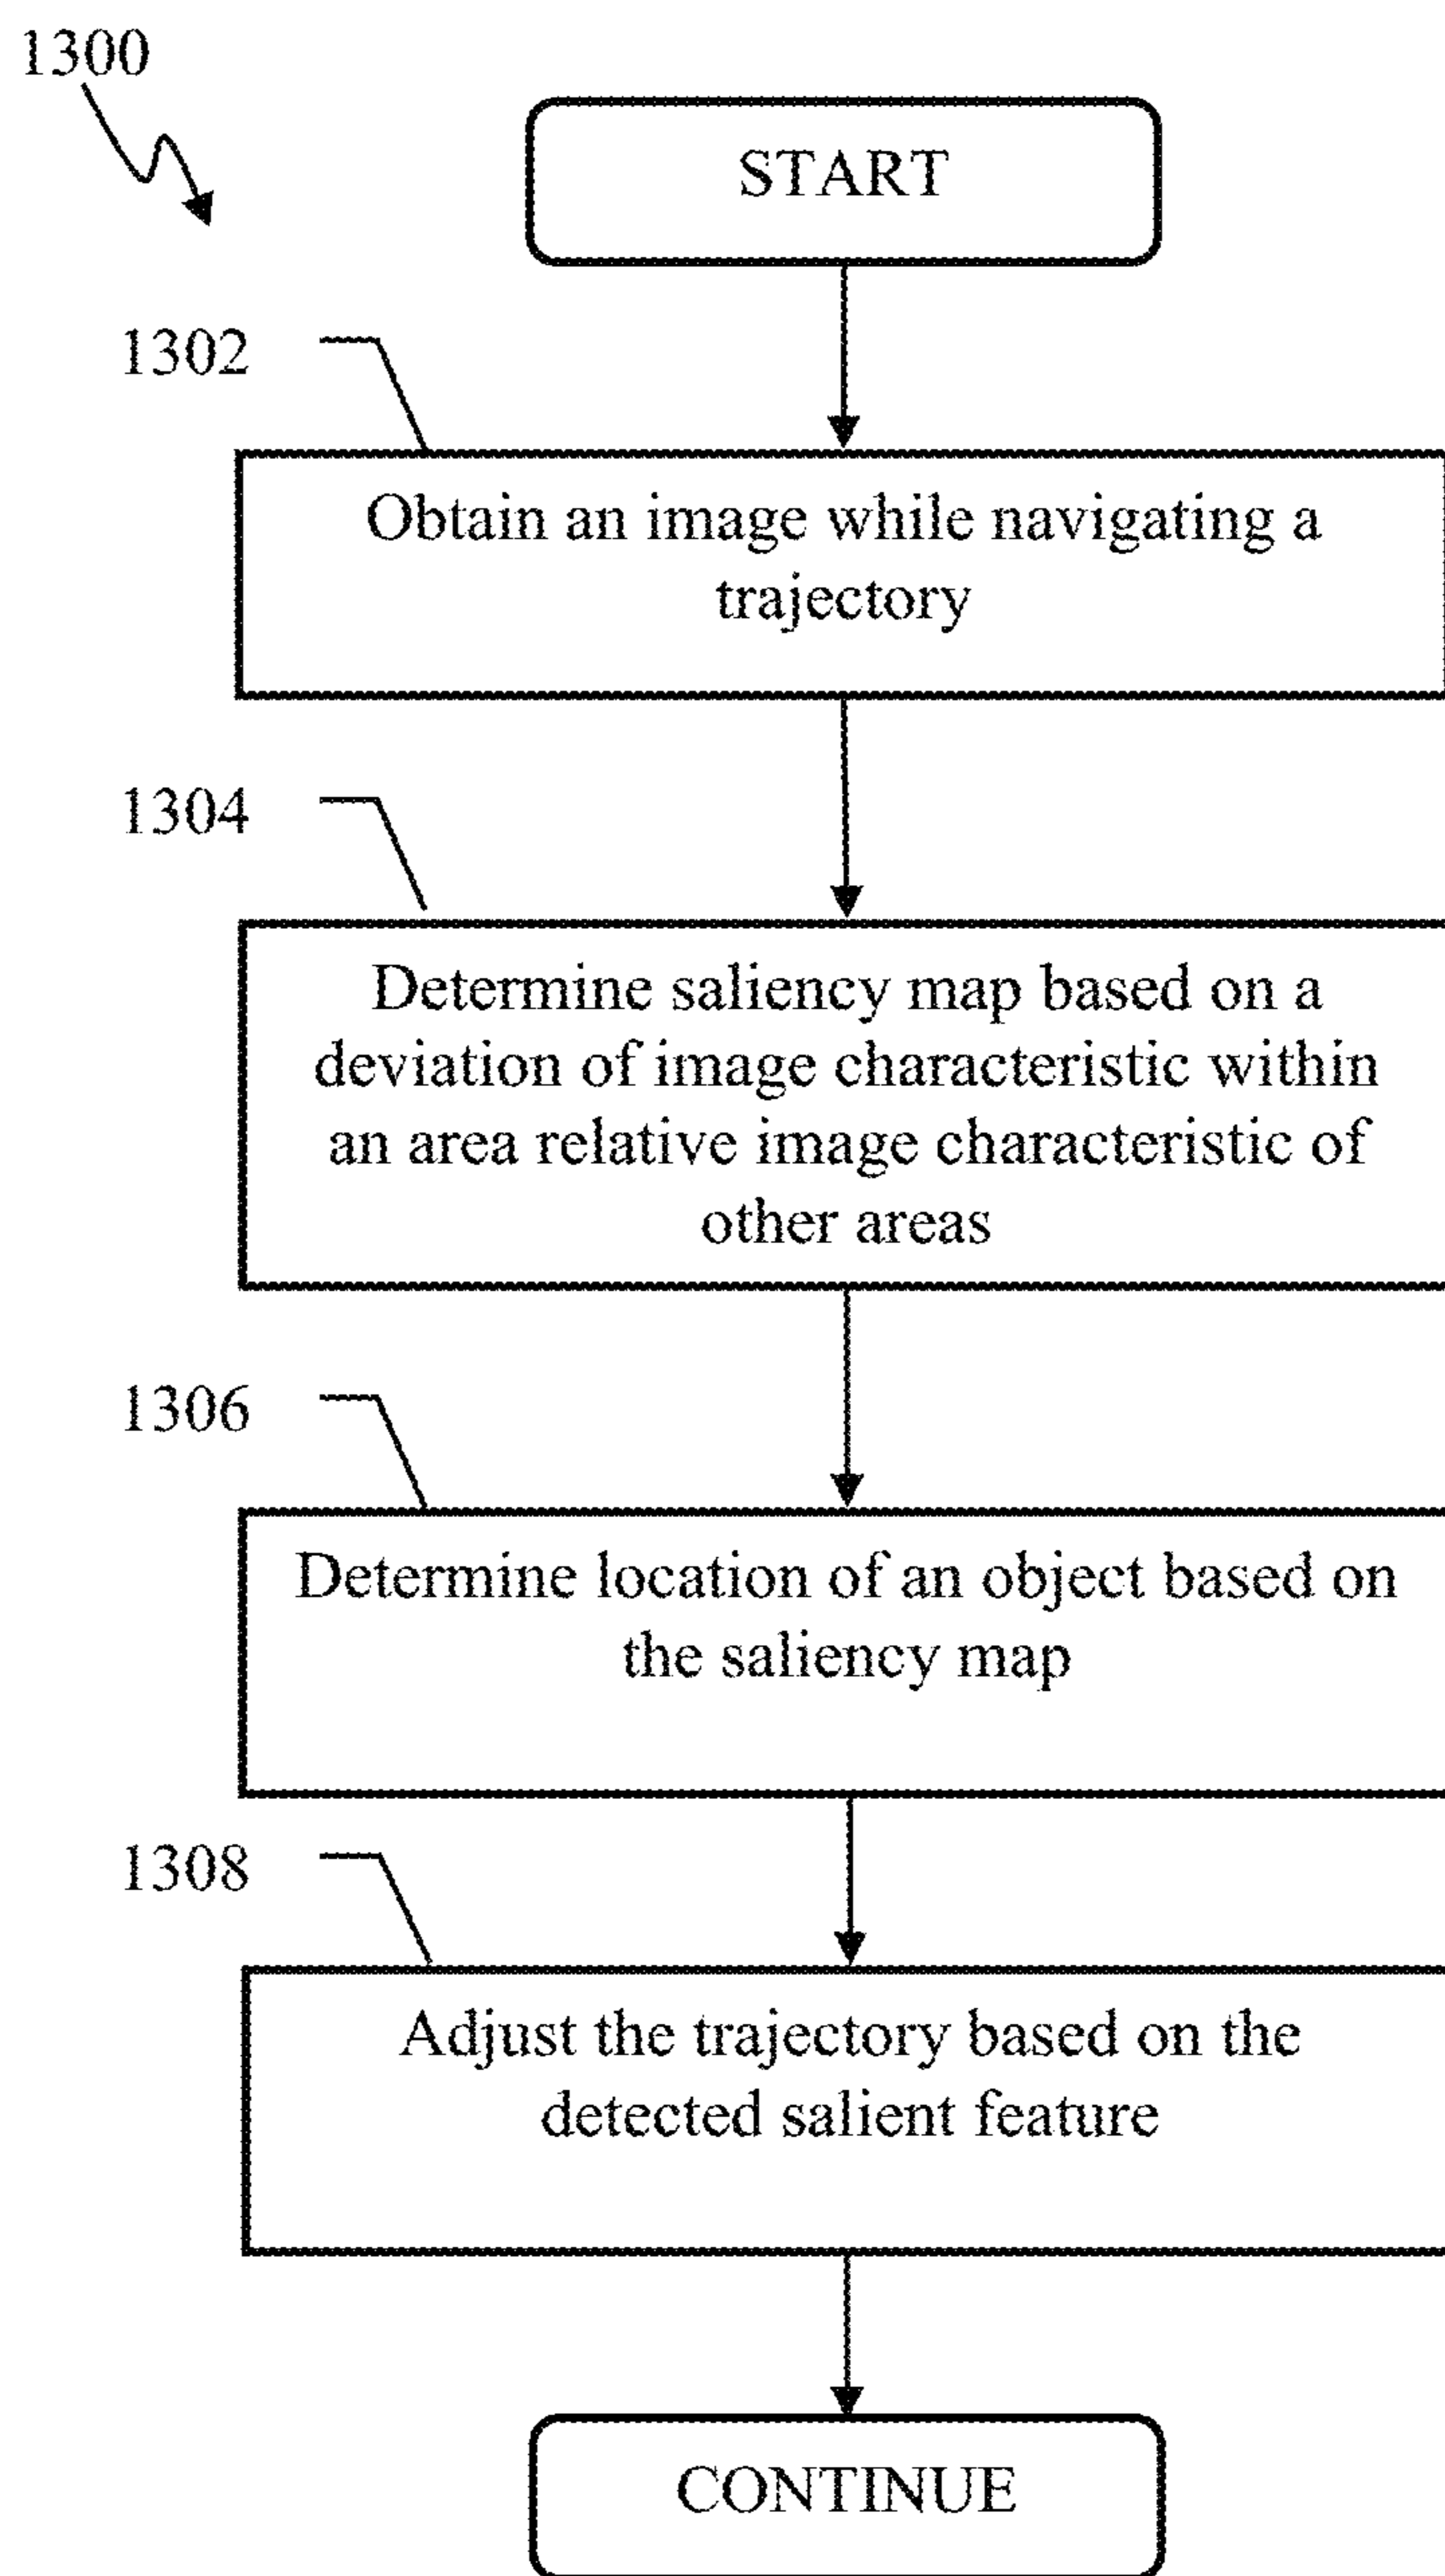 1300
START
1302
Obtain an image while navigating a
trajectory
1304
Determine saliency map based on a
deviation of image characteristic within
an area relative image characteristic of
other areas
1306
Determine location of an object based on
the saliency map
1308
Adjust the trajectory based on the
detected salient feature
CONTINUE